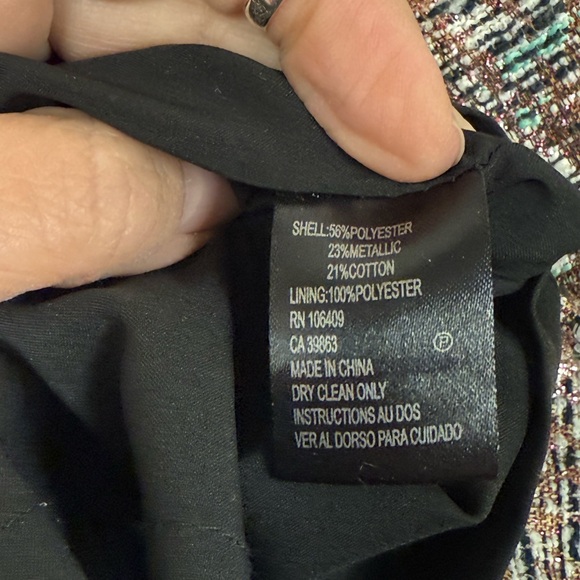 SHELL:56%POLYESTER
23%METALLIC
21%COTTON
LINING:100%POLYESTER
RN 106409
CA 39863
P
MADE IN CHINA
DRY CLEAN ONLY
INSTRUCTIONS AU DOS
VER AL DORSO PARA CUIDADO